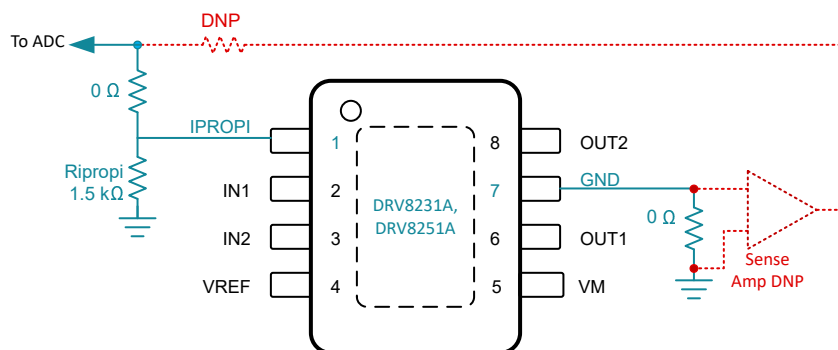 DNP
To ADC
0 Ω
IPROPI
Ripropi
1.5 kΩ
IN1
IN2
VREF
1
2
3
4
DRV8231A,
DRV8251A
8
7
6
5
OUT2
GND
OUT1
VM
0 Ω
Sense
Amp DNP